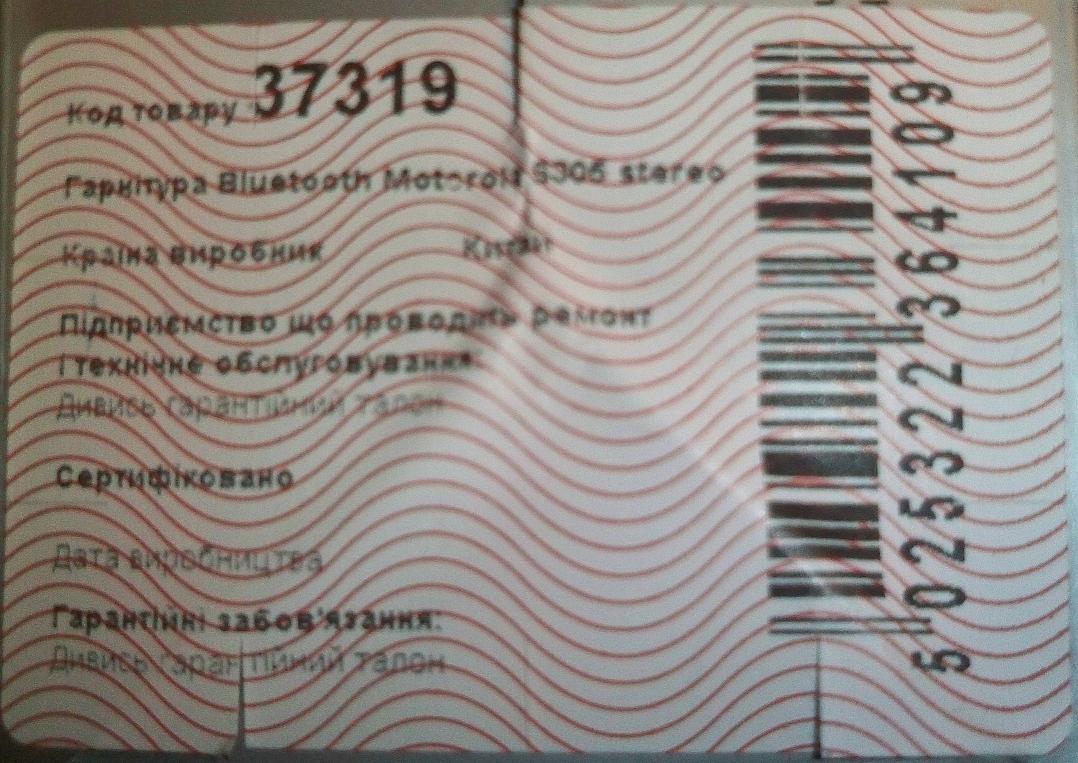 Код товару 37319
Гарнітура Bluetooth Motorola S305 stereo
Країна виробник Китай
Підприємство що проводить ремонт
і технічне обслуговування:
Дивись гарантійний талон
Сертифіковано
Дата виробництва
Гарантійні забов'язання:
Дивись гарантійний талон
5025322364109